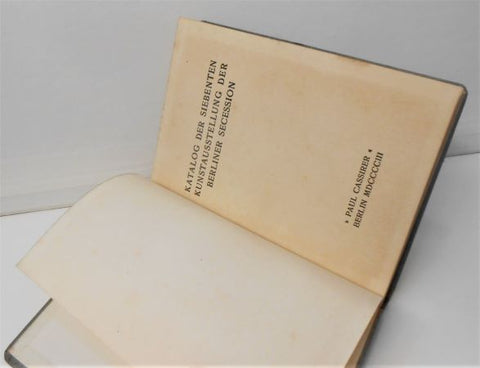 KATALOG DER SIEBENTEN
KUNSTAUSSTELLUNG DER
BERLINER SECESSION
PAUL CASSIRER
BERLIN MDCCCCIII